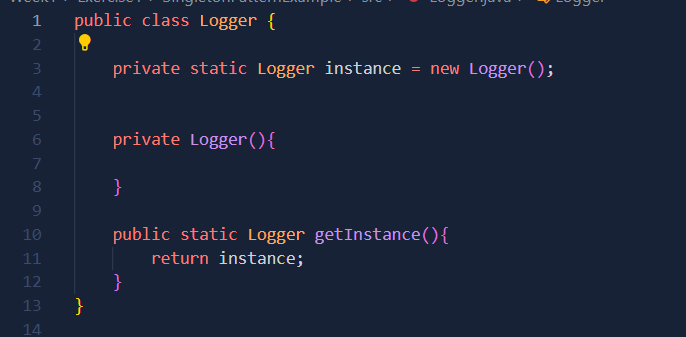 Week1 > Exercise1 > SingletonPatternExample > src > Logger.java > Logger
1 public class Logger {
2
3 private static Logger instance = new Logger();
4
5
6 private Logger(){
7
8 }
9
10 public static Logger getInstance(){
11 return instance;
12 }
13 }
14